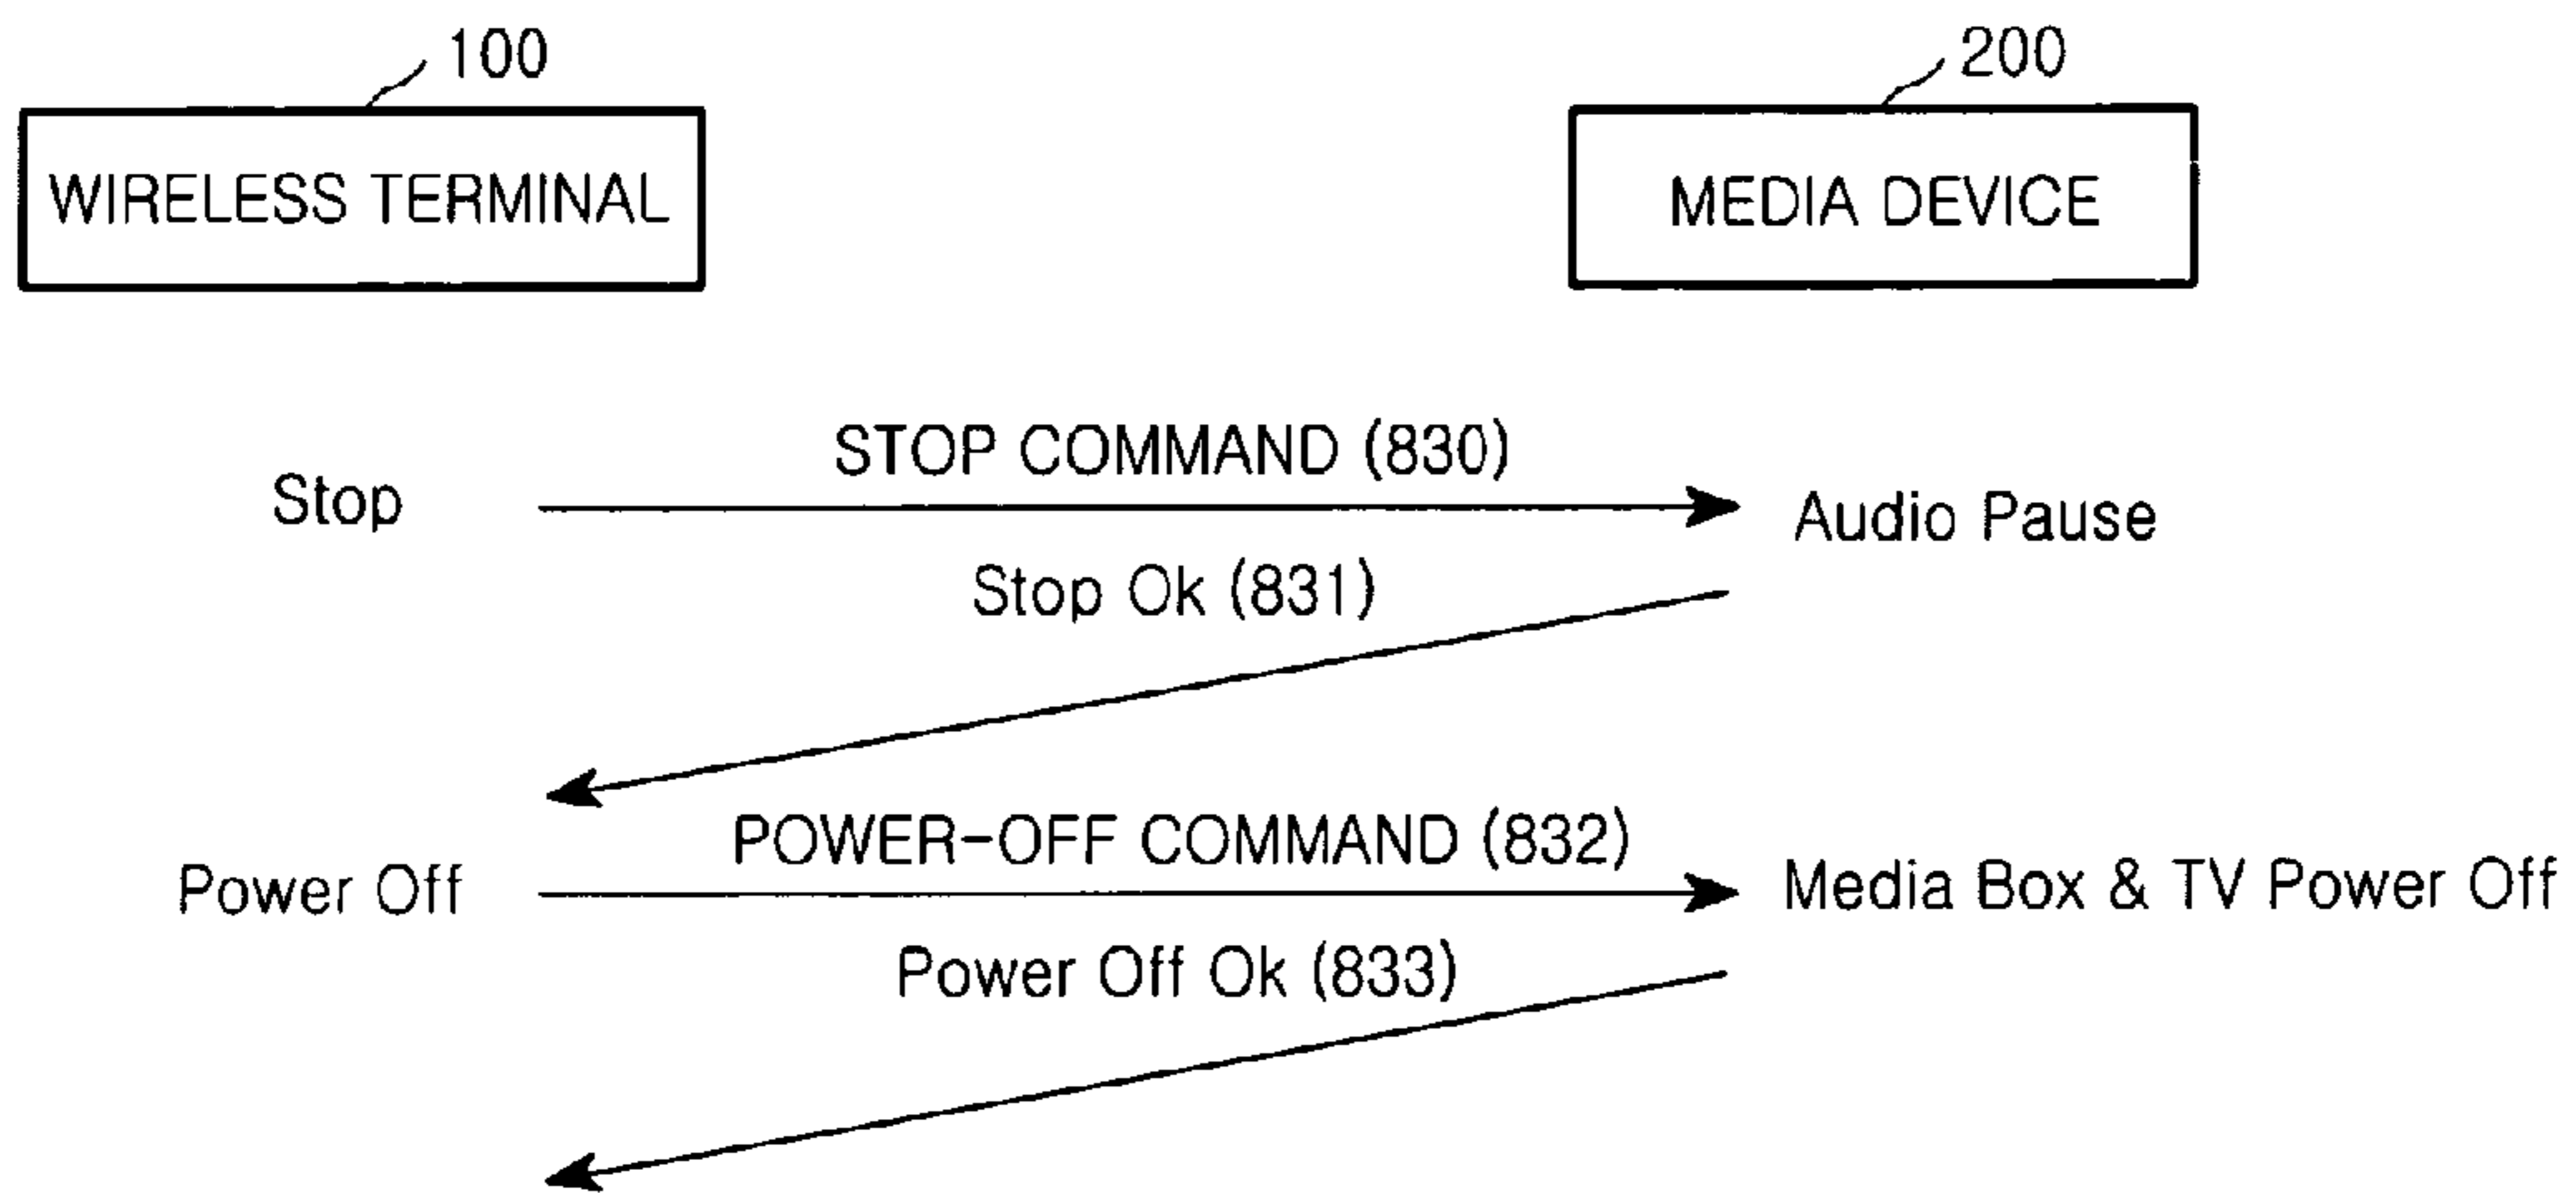 100
200
WIRELESS TERMINAL
MEDIA DEVICE
STOP COMMAND (830)
Stop
Audio Pause
Stop Ok (831)
POWER-OFF COMMAND (832)
Power Off
Media Box & TV Power Off
Power Off Ok (833)